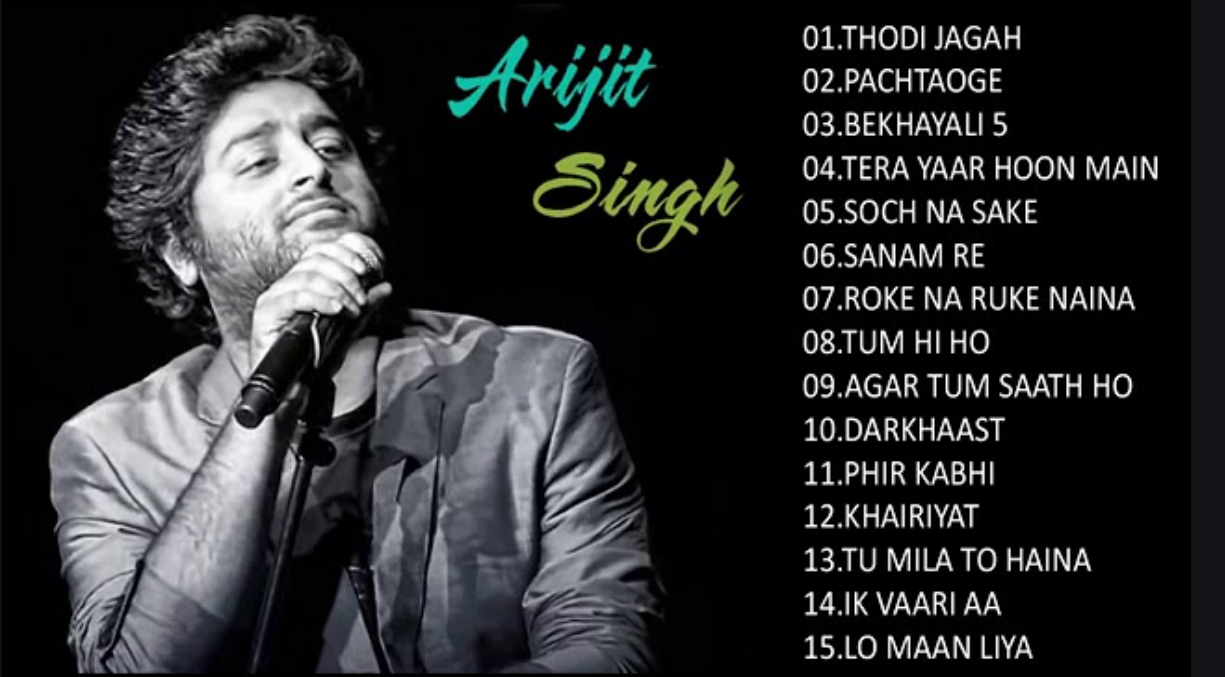 Arijit
Singh
01.THODI JAGAH
02.PACHTAOGE
03.BEKHAYALI 5
04.TERA YAAR HOON MAIN
05.SOCH NA SAKE
06.SANAM RE
07.ROKE NA RUKE NAINA
08.TUM HI HO
09.AGAR TUM SAATH HO
10.DARKHAAST
11.PHIR KABHI
12.KHAIRIYAT
13.TU MILA TO HAINA
14.IK VAARI AA
15.LO MAAN LIYA